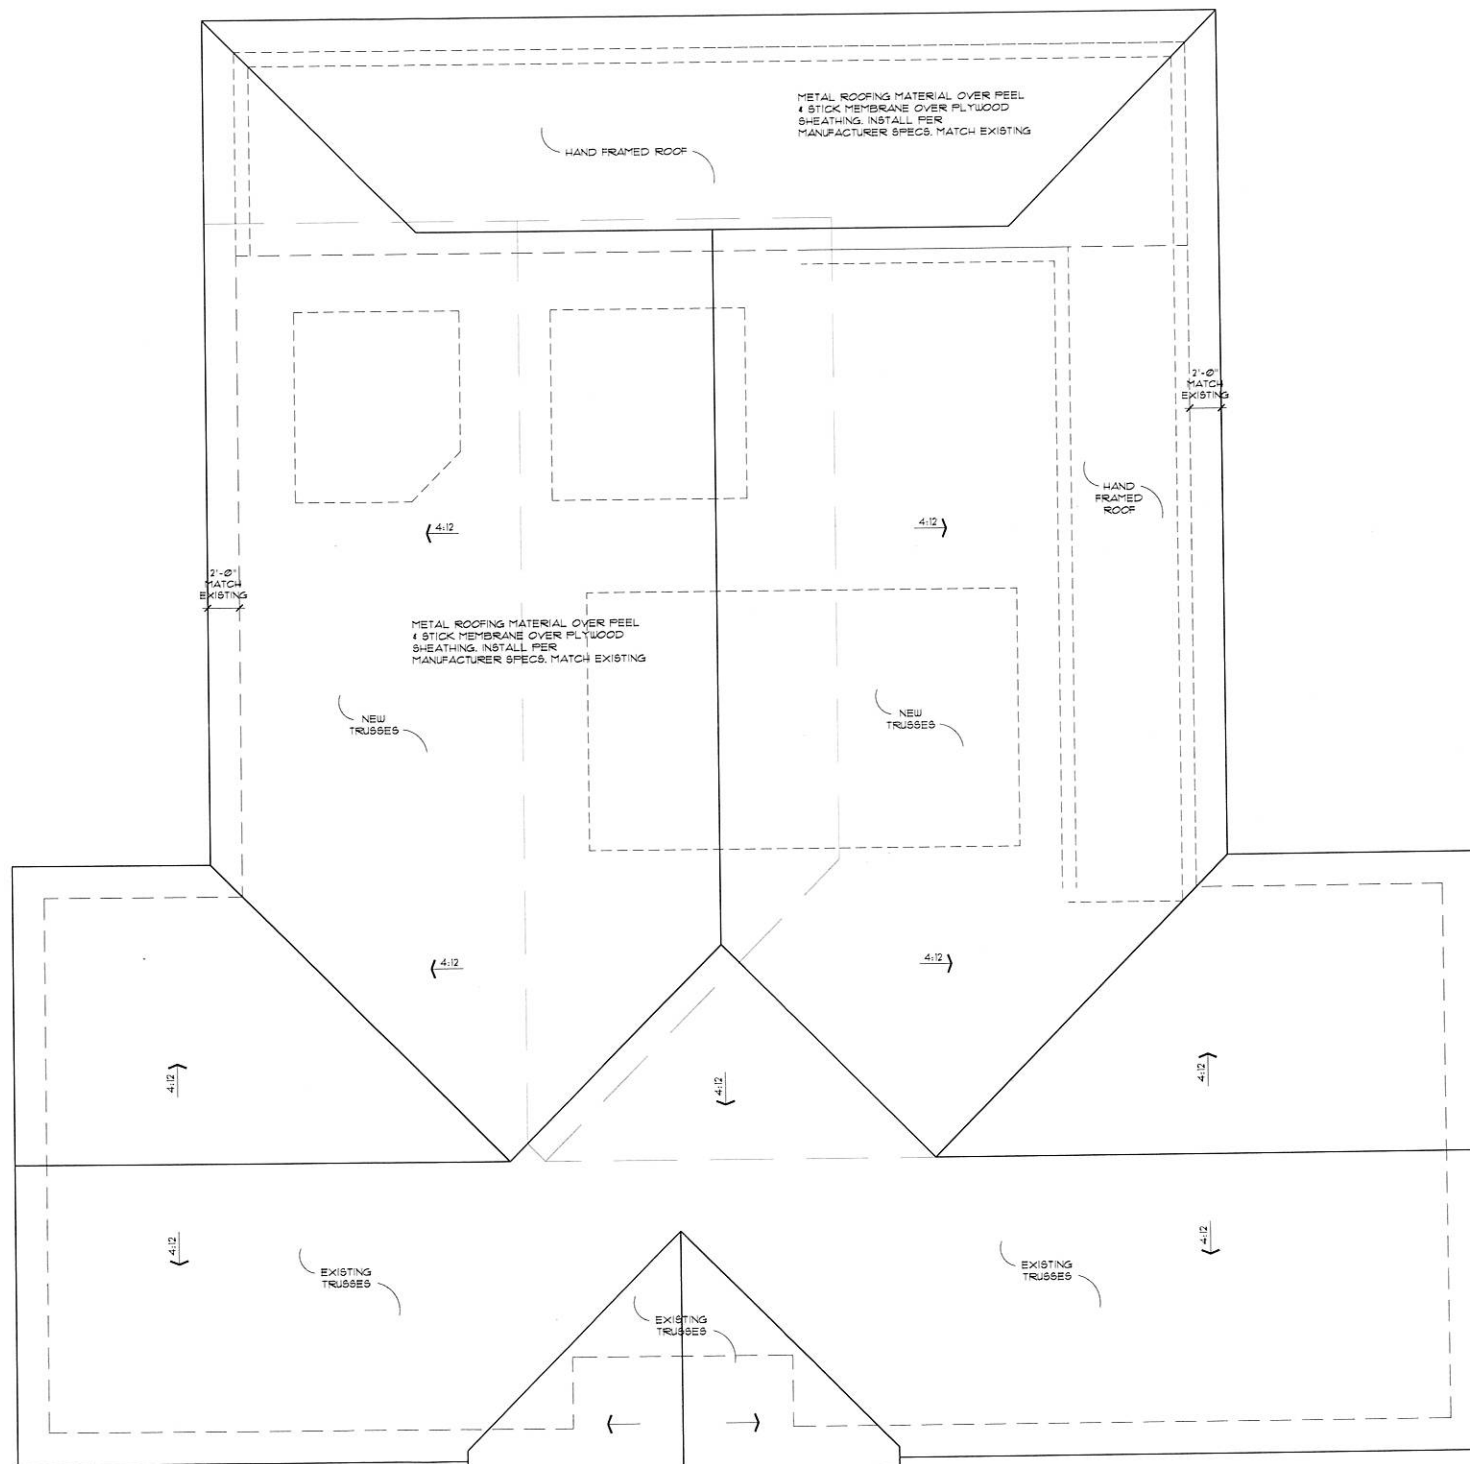 METAL ROOFING MATERIAL OVER PEEL
& STICK MEMBRANE OVER PLYWOOD
SHEATHING. INSTALL PER
MANUFACTURER SPECS. MATCH EXISTING
HAND FRAMED ROOF
2'-0"
MATCH
EXISTING
HAND
FRAMED
ROOF
4:12
4:12
2'-0"
MATCH
EXISTING
METAL ROOFING MATERIAL OVER PEEL
& STICK MEMBRANE OVER PLYWOOD
SHEATHING. INSTALL PER
MANUFACTURER SPECS. MATCH EXISTING
NEW
TRUSSES
NEW
TRUSSES
4:12
4:12
4:12
4:12
4:12
4:12
4:12
EXISTING
TRUSSES
EXISTING
TRUSSES
EXISTING
TRUSSES